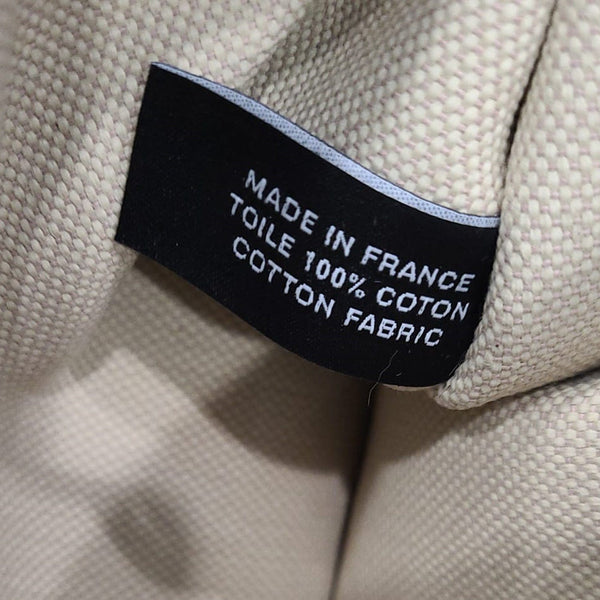 MADE IN FRANCE
TOILE 100% COTON
COTTON FABRIC